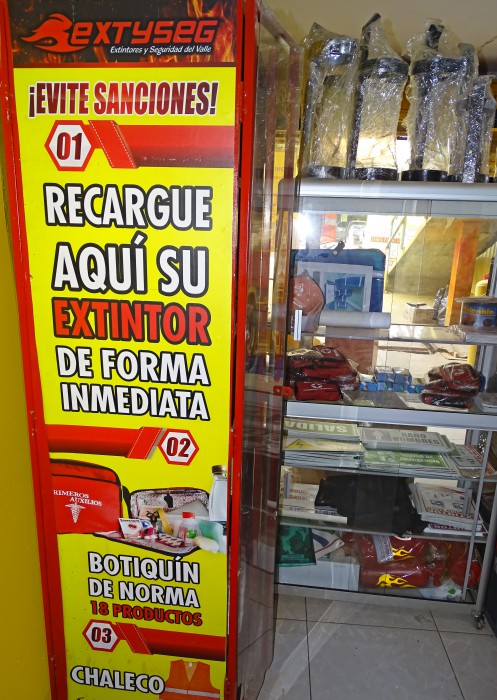 EXTYSEG
Extintores y Seguridad del Valle
¡EVITE SANCIONES!
01
RECARGUE
AQUÍ SU
EXTINTOR
DE FORMA
INMEDIATA
02
PRIMEROS
AUXILIOS
BOTIQUÍN
DE NORMA
18 PRODUCTOS
03
CHALECO
SALIDA